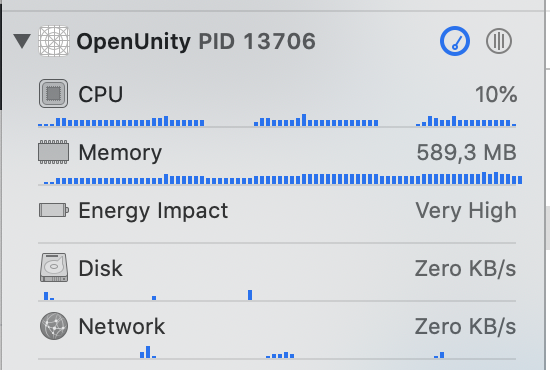 OpenUnity PID 13706
CPU 10%
Memory 589,3 MB
Energy Impact Very High
Disk Zero KB/s
Network Zero KB/s